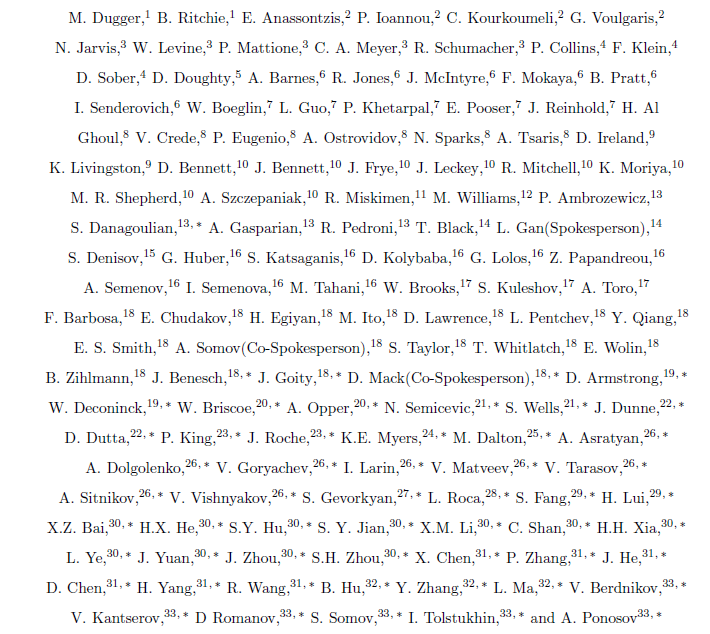 M. Dugger,¹ B. Ritchie,¹ E. Anassontzis,² P. Ioannou,² C. Kourkoumeli,² G. Voulgaris,²
N. Jarvis,³ W. Levine,³ P. Mattione,³ C. A. Meyer,³ R. Schumacher,³ P. Collins,⁴ F. Klein,⁴
D. Sober,⁴ D. Doughty,⁵ A. Barnes,⁶ R. Jones,⁶ J. McIntyre,⁶ F. Mokaya,⁶ B. Pratt,⁶
I. Senderovich,⁶ W. Boeglin,⁷ L. Guo,⁷ P. Khetarpal,⁷ E. Pooser,⁷ J. Reinhold,⁷ H. Al
Ghoul,⁸ V. Crede,⁸ P. Eugenio,⁸ A. Ostrovidov,⁸ N. Sparks,⁸ A. Tsaris,⁸ D. Ireland,⁹
K. Livingston,⁹ D. Bennett,¹⁰ J. Bennett,¹⁰ J. Frye,¹⁰ J. Leckey,¹⁰ R. Mitchell,¹⁰ K. Moriya,¹⁰
M. R. Shepherd,¹⁰ A. Szczepaniak,¹⁰ R. Miskimen,¹¹ M. Williams,¹² P. Ambrozewicz,¹³
S. Danagoulian,¹³,* A. Gasparian,¹³ R. Pedroni,¹³ T. Black,¹⁴ L. Gan(Spokesperson),¹⁴
S. Denisov,¹⁵ G. Huber,¹⁶ S. Katsaganis,¹⁶ D. Kolybaba,¹⁶ G. Lolos,¹⁶ Z. Papandreou,¹⁶
A. Semenov,¹⁶ I. Semenova,¹⁶ M. Tahani,¹⁶ W. Brooks,¹⁷ S. Kuleshov,¹⁷ A. Toro,¹⁷
F. Barbosa,¹⁸ E. Chudakov,¹⁸ H. Egiyan,¹⁸ M. Ito,¹⁸ D. Lawrence,¹⁸ L. Pentchev,¹⁸ Y. Qiang,¹⁸
E. S. Smith,¹⁸ A. Somov(Co-Spokesperson),¹⁸ S. Taylor,¹⁸ T. Whitlatch,¹⁸ E. Wolin,¹⁸
B. Zihlmann,¹⁸ J. Benesch,¹⁸,* J. Goity,¹⁸,* D. Mack(Co-Spokesperson),¹⁸,* D. Armstrong,¹⁹,*
W. Deconinck,¹⁹,* W. Briscoe,²⁰,* A. Opper,²⁰,* N. Semicevic,²¹,* S. Wells,²¹,* J. Dunne,²²,*
D. Dutta,²²,* P. King,²³,* J. Roche,²³,* K.E. Myers,²⁴,* M. Dalton,²⁵,* A. Asratyan,²⁶,*
A. Dolgolenko,²⁶,* V. Goryachev,²⁶,* I. Larin,²⁶,* V. Matveev,²⁶,* V. Tarasov,²⁶,*
A. Sitnikov,²⁶,* V. Vishnyakov,²⁶,* S. Gevorkyan,²⁷,* L. Roca,²⁸,* S. Fang,²⁹,* H. Lui,²⁹,*
X.Z. Bai,³⁰,* H.X. He,³⁰,* S.Y. Hu,³⁰,* S. Y. Jian,³⁰,* X.M. Li,³⁰,* C. Shan,³⁰,* H.H. Xia,³⁰,*
L. Ye,³⁰,* J. Yuan,³⁰,* J. Zhou,³⁰,* S.H. Zhou,³⁰,* X. Chen,³¹,* P. Zhang,³¹,* J. He,³¹,*
D. Chen,³¹,* H. Yang,³¹,* R. Wang,³¹,* B. Hu,³²,* Y. Zhang,³²,* L. Ma,³²,* V. Berdnikov,³³,*
V. Kantserov,³³,* D Romanov,³³,* S. Somov,³³,* I. Tolstukhin,³³,* and A. Ponosov³³,*